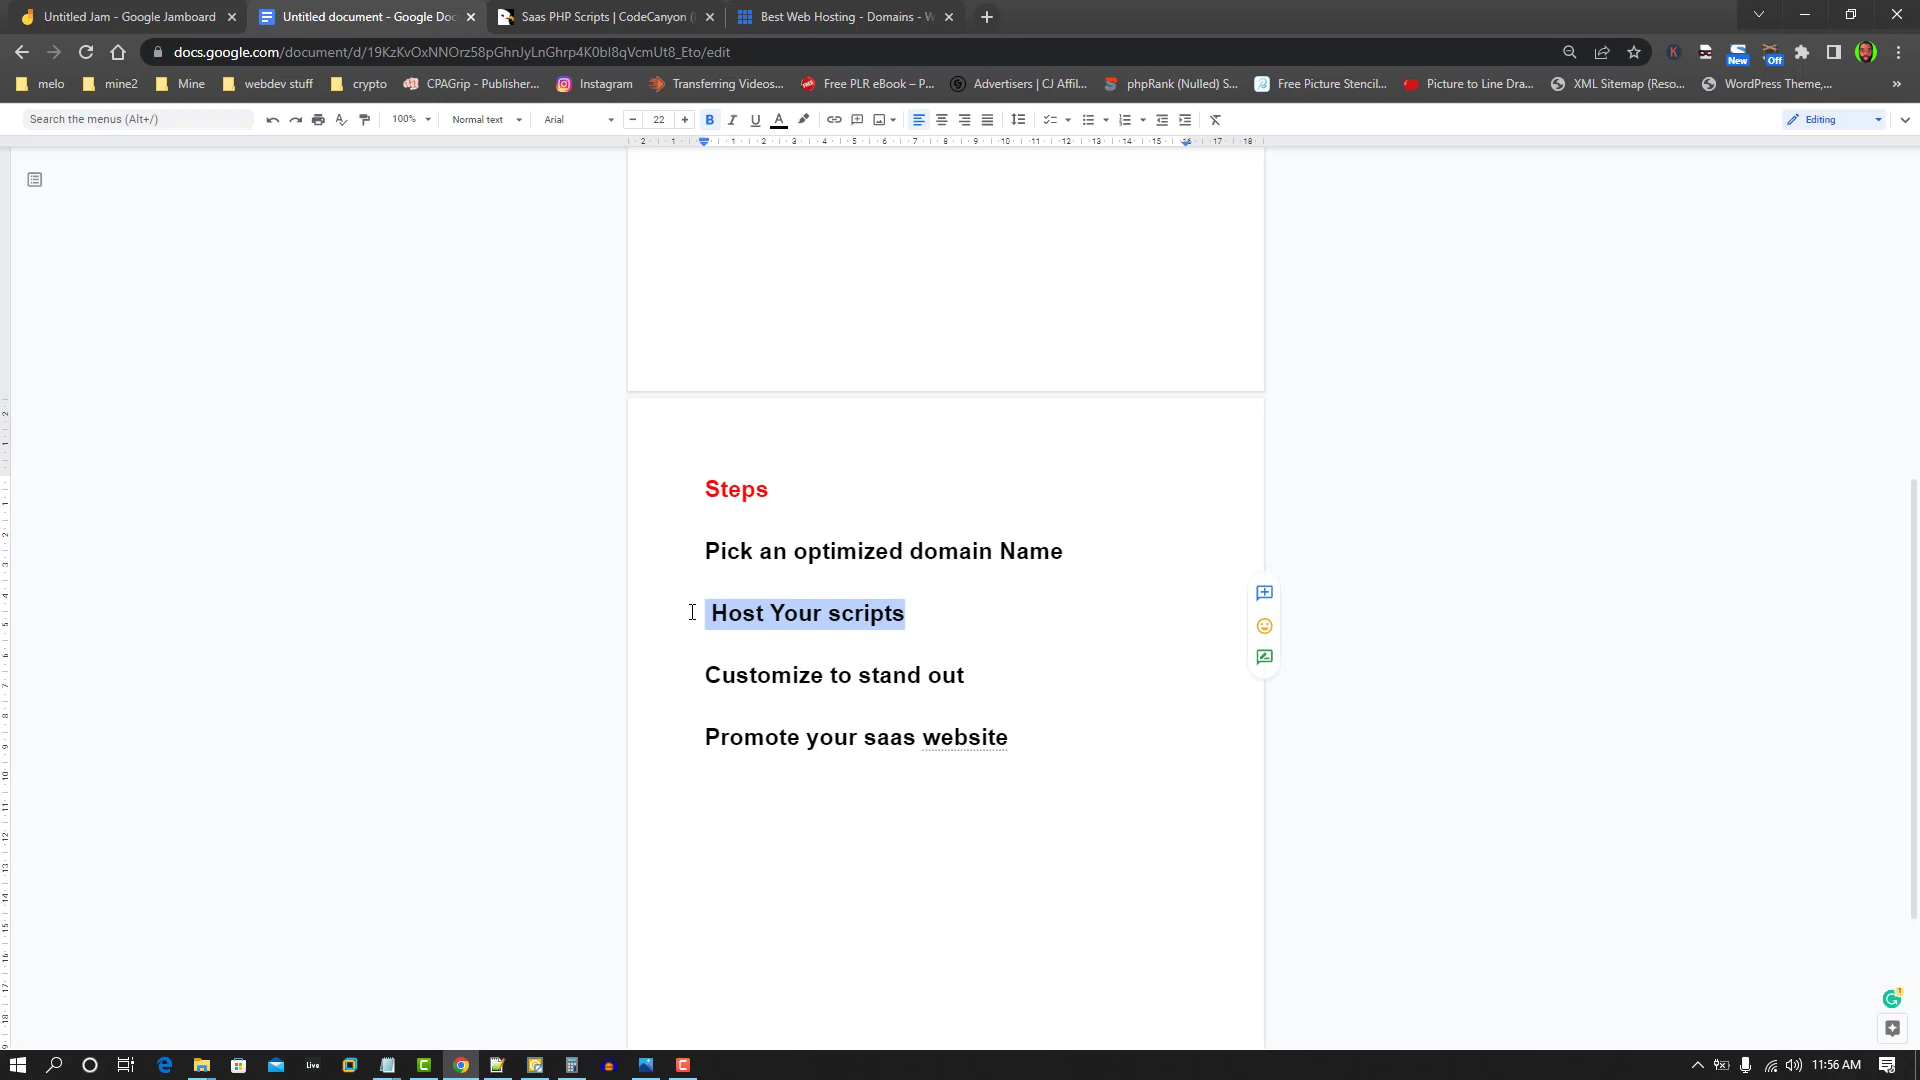 Untitled Jam - Google Jamboard
Untitled document - Google Doc
Saas PHP Scripts | CodeCanyon (
Best Web Hosting - Domains - W
docs.google.com/document/d/19KzKvOxNNOrz58pGhnJyLnGhrp4K0bI8qVcmUt8_Eto/edit
New
Off
melo
mine2
Mine
webdev stuff
crypto
CPAGrip - Publisher...
Instagram
Transferring Videos...
Free PLR eBook – P...
Advertisers | CJ Affil...
phpRank (Nulled) S...
Free Picture Stencil...
Picture to Line Dra...
XML Sitemap (Reso...
WordPress Theme,...
Search the menus (Alt+/)
100%
Normal text
Arial
22
Editing
Steps
Pick an optimized domain Name
Host Your scripts
Customize to stand out
Promote your saas website
11:56 AM